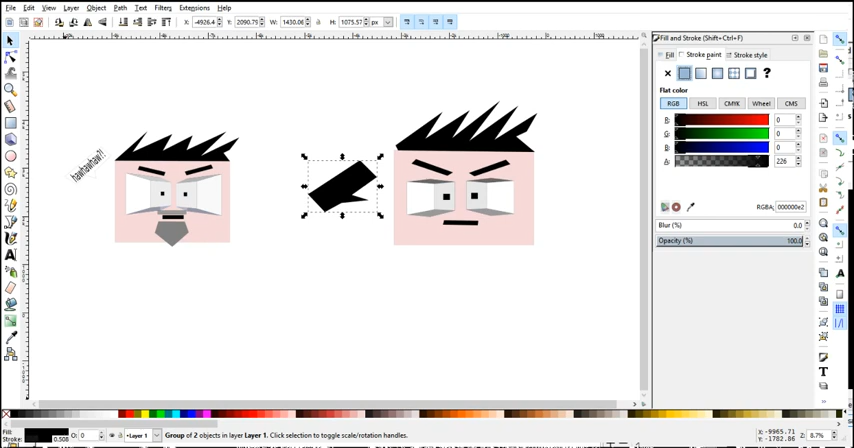 File Edit View Layer Object Path Text Filters Extensions Help
X: -4926.4 Y: 2090.79 W: 1430.06 H: 1075.57 px
Fill and Stroke (Shift+Ctrl+F)
Fill Stroke paint Stroke style
Flat color
RGB HSL CMYK Wheel CMS
R: 0
G: 0
B: 0
A: 226
RGBA: 000000e2
Blur (%) 0.0
Opacity (%) 100.0
hawhawhaw?!
Fill:
Stroke: 0.508
O: 0
Layer 1
Group of 2 objects in layer Layer 1. Click selection to toggle scale/rotation handles.
X: -9965.71
Y: -1782.86
Z: 8.7%